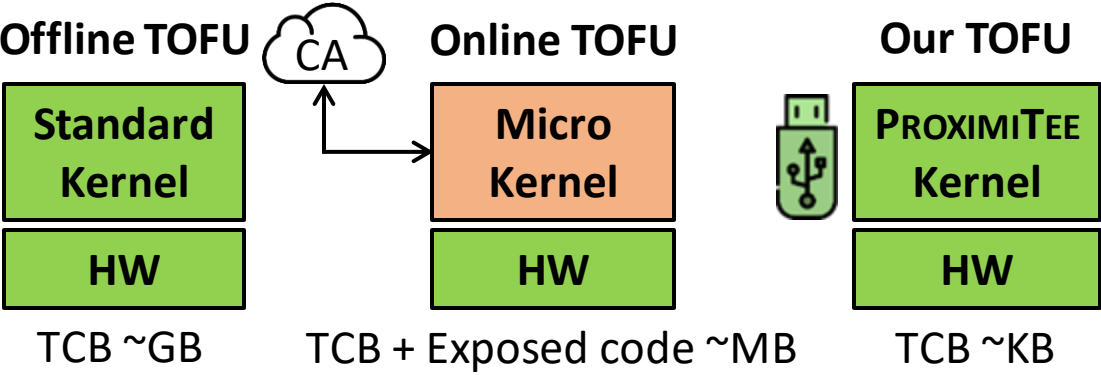 Offline TOFU
CA
Online TOFU
Our TOFU
Standard
Kernel
Micro
Kernel
PROXIMITEE
Kernel
HW
HW
HW
TCB ~GB
TCB + Exposed code ~MB
TCB ~KB